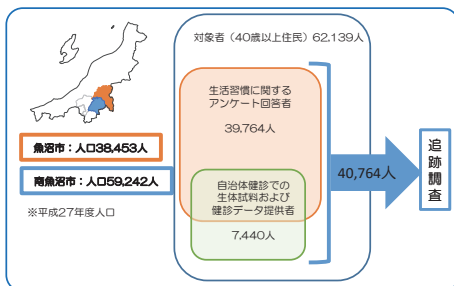 対象者（40歳以上住民）62,139人
生活習慣に関する
アンケート回答者
39.764人
魚沼市：人口38,453人
南魚沼市：人口59,242人
※平成27年度人口
自治体健診での
生体試料および
健診データ提供者
7,440人
40,764人
追跡調査